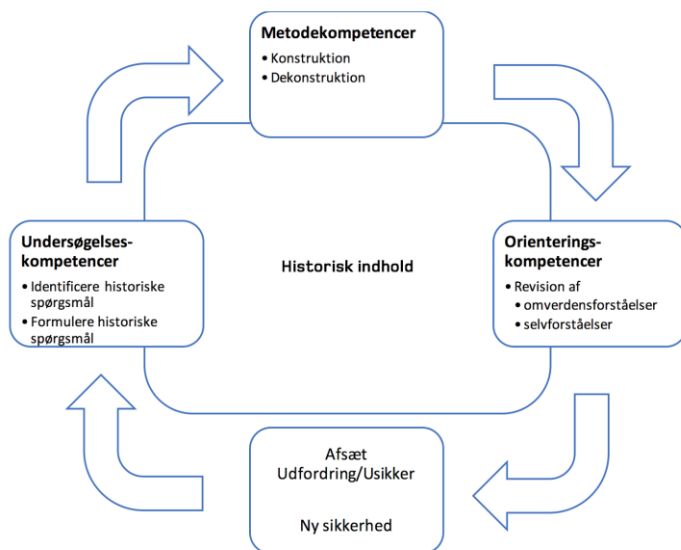 Metodekompetencer
• Konstruktion
• Dekonstruktion
Undersøgelses-
kompetencer
• Identificere historiske
spørgsmål
• Formulere historiske
spørgsmål
Historisk indhold
Orienterings-
kompetencer
• Revision af
• omverdensforståelser
• selvforståelser
Afsæt
Udfordring/Usikker
Ny sikkerhed